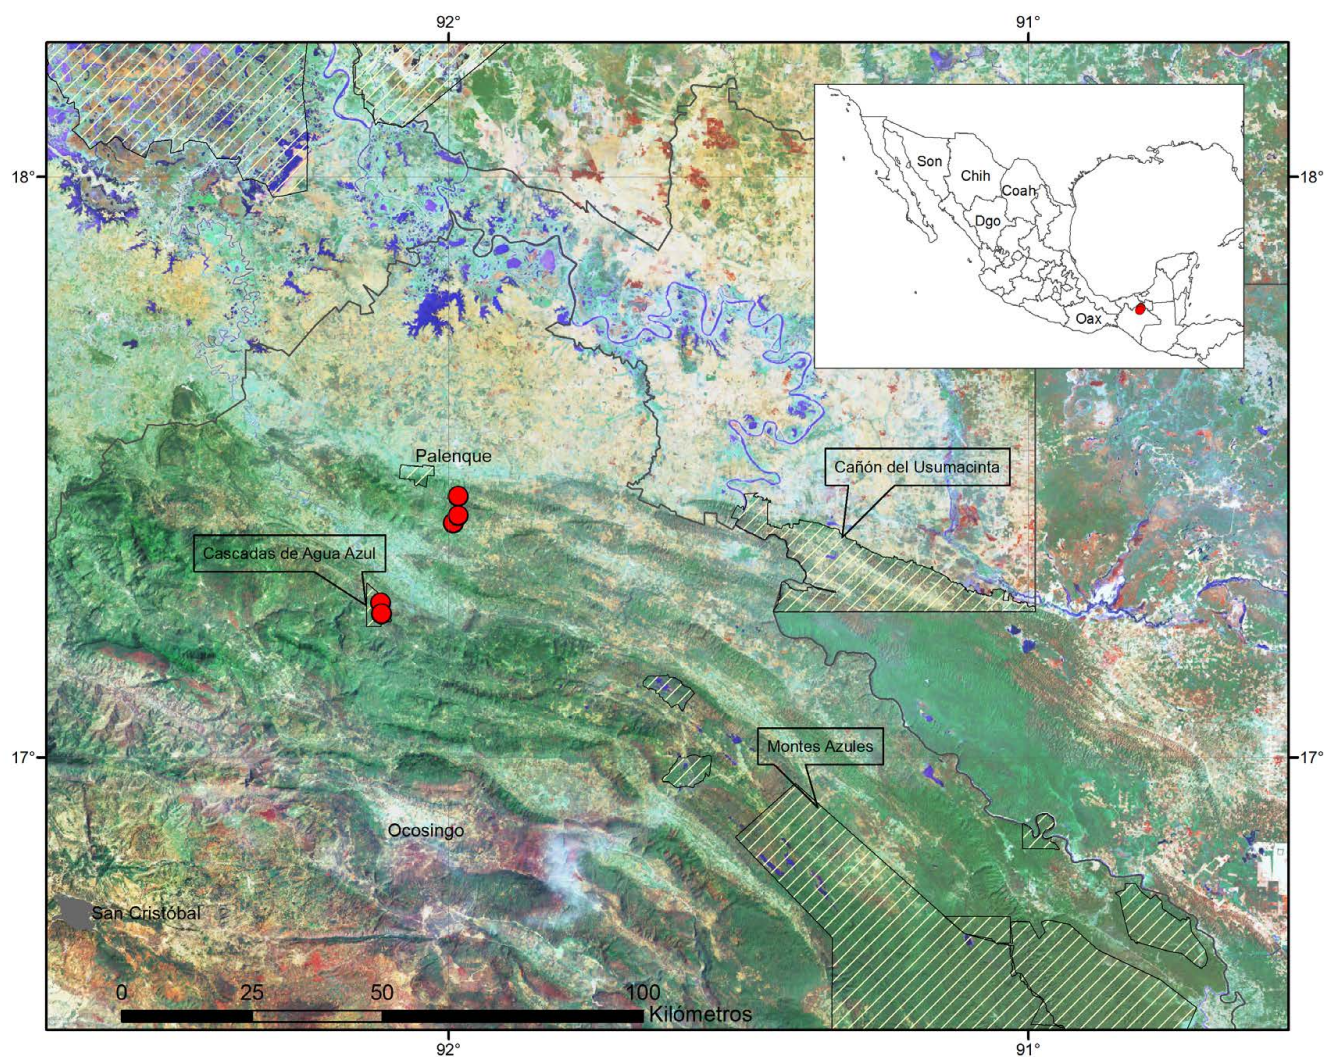 92°
91°
18°
18°
Son
Chih
Coah
Dgo
Oax
Palenque
Cañón del Usumacinta
Cascadas de Agua Azul
Montes Azules
17°
17°
Ocosingo
San Cristóbal
0
25
50
100
Kilómetros
92°
91°